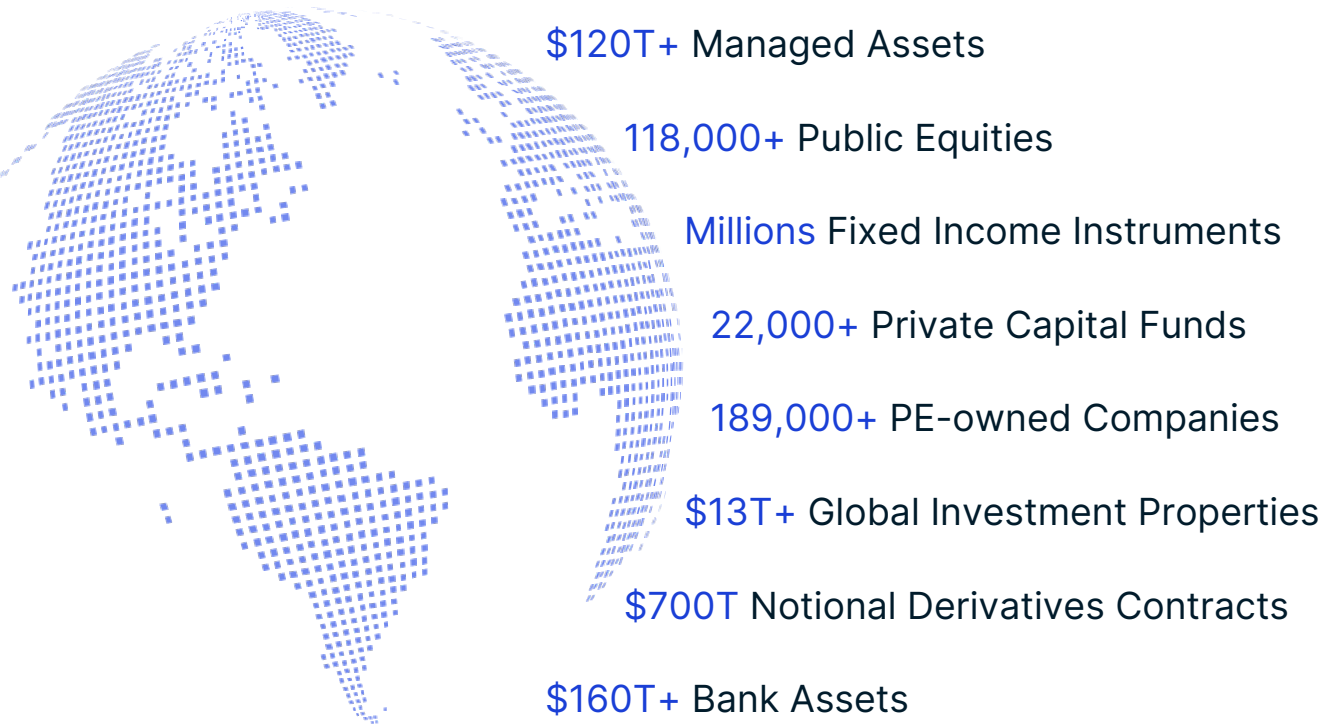 $120T+ Managed Assets
118,000+ Public Equities
Millions Fixed Income Instruments
22,000+ Private Capital Funds
189,000+ PE-owned Companies
$13T+ Global Investment Properties
$700T Notional Derivatives Contracts
$160T+ Bank Assets